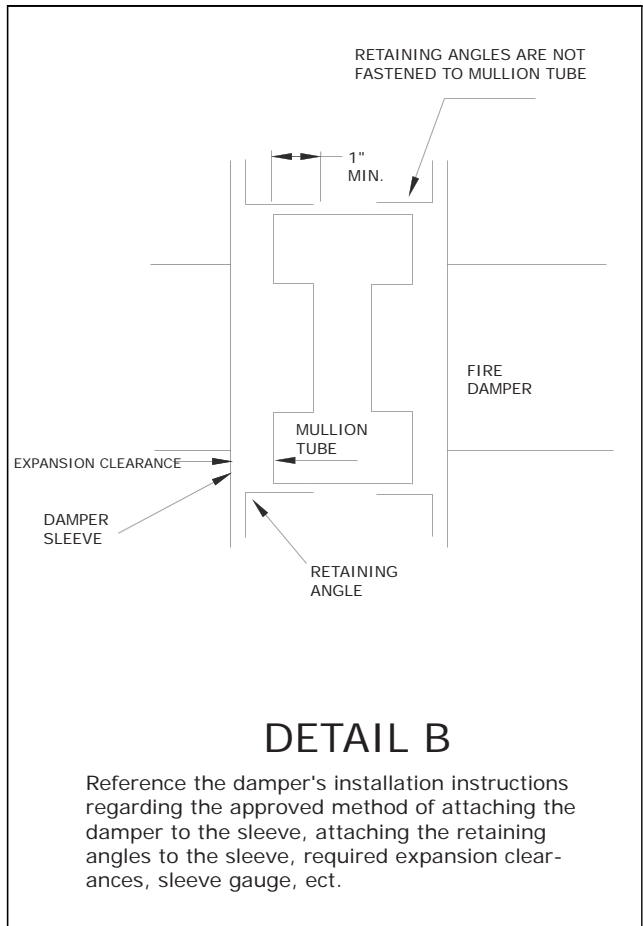 RETAINING ANGLES ARE NOT
FASTENED TO MULLION TUBE
1"
MIN.
FIRE
DAMPER
MULLION
TUBE
EXPANSION CLEARANCE
DAMPER
SLEEVE
RETAINING
ANGLE
DETAIL B
Reference the damper's installation instructions
regarding the approved method of attaching the
damper to the sleeve, attaching the retaining
angles to the sleeve, required expansion clear-
ances, sleeve gauge, ect.